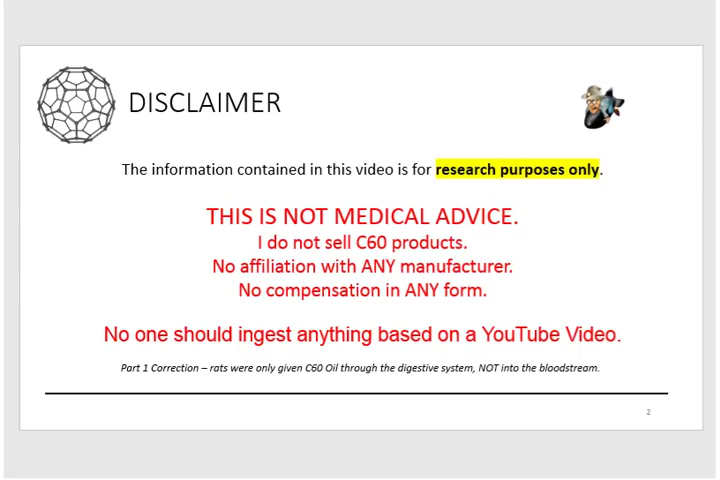 DISCLAIMER
The information contained in this video is for research purposes only.
THIS IS NOT MEDICAL ADVICE.
I do not sell C60 products.
No affiliation with ANY manufacturer.
No compensation in ANY form.
No one should ingest anything based on a YouTube Video.
Part 1 Correction – rats were only given C60 Oil through the digestive system, NOT into the bloodstream.
2